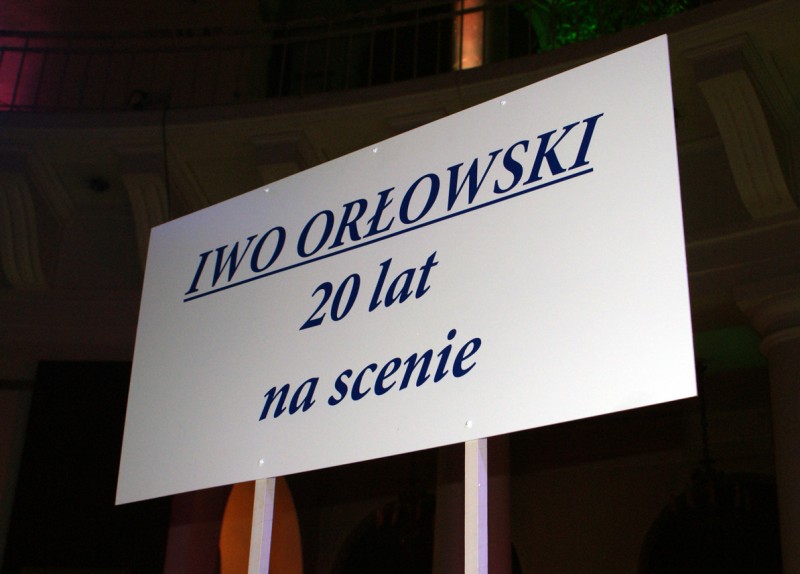 IWO ORŁOWSKI
20 lat
na scenie